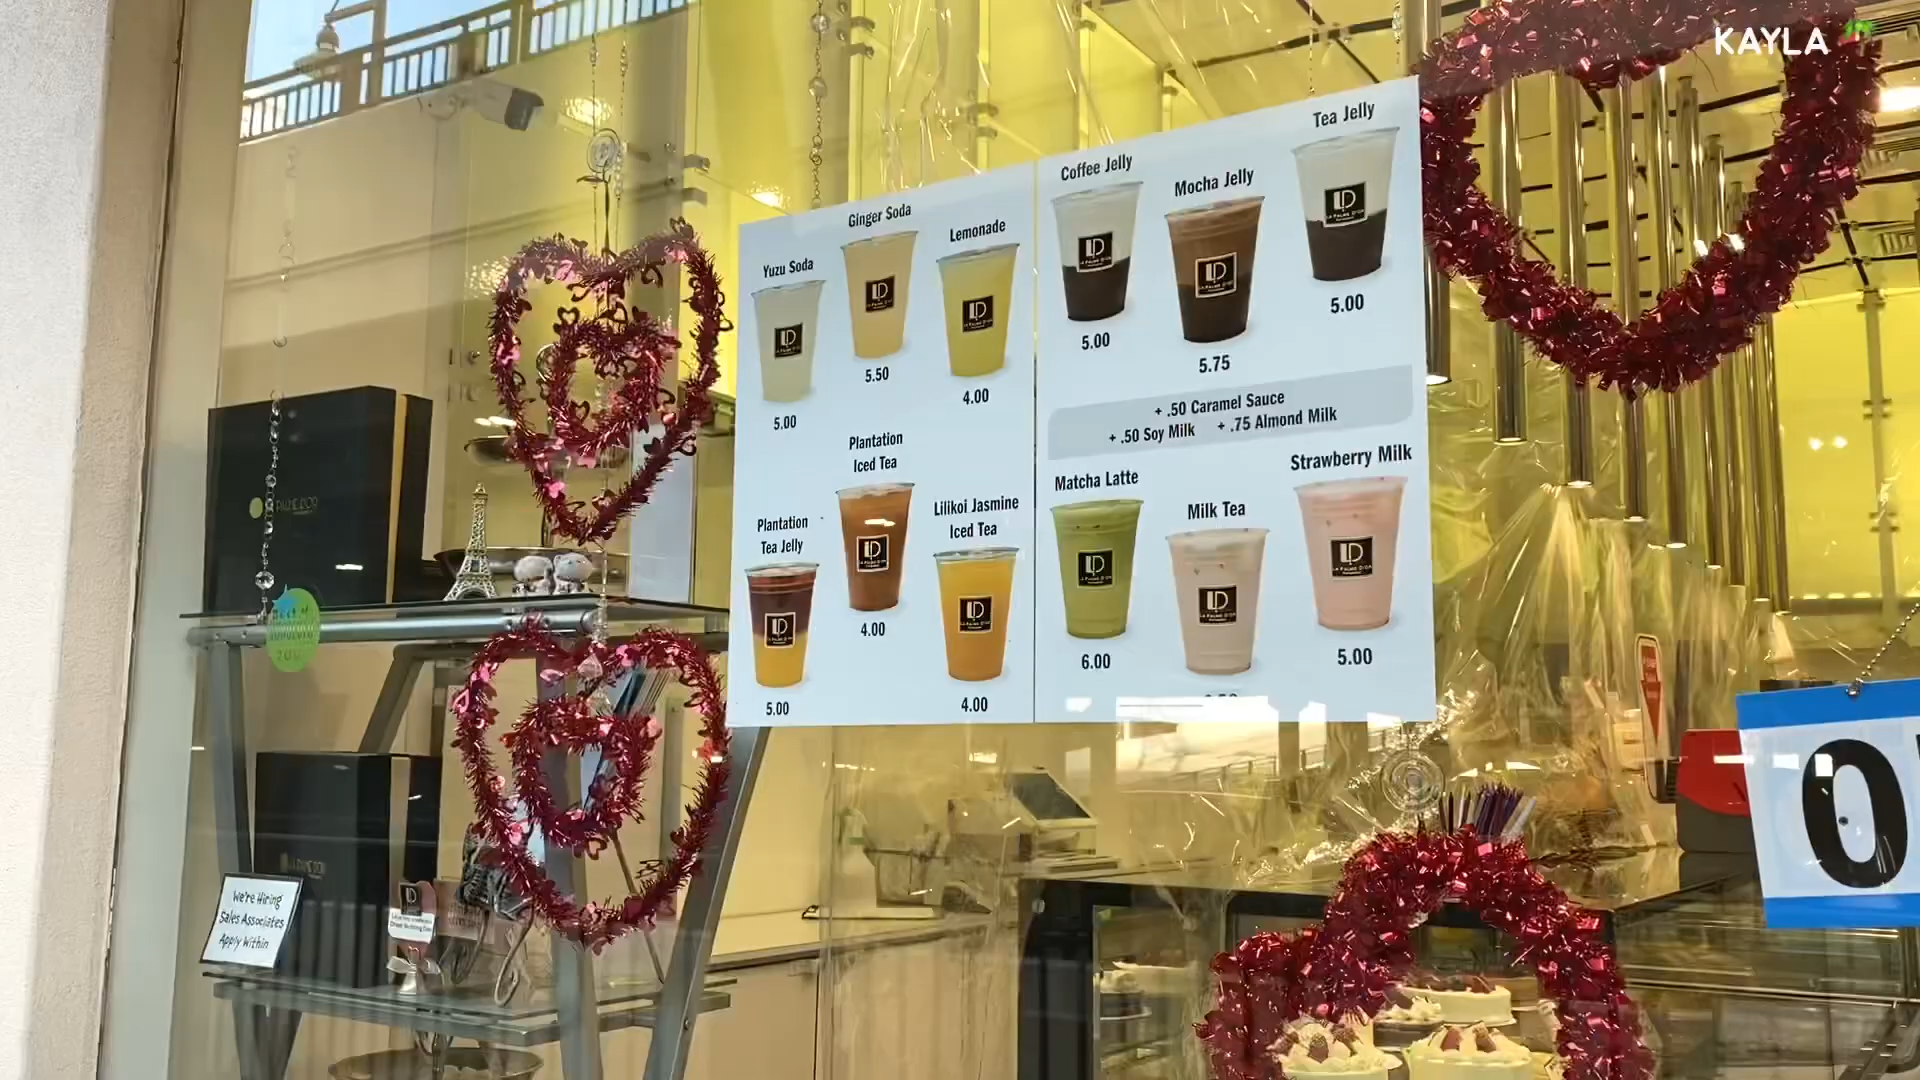 KAYLA
Tea Jelly
5.00
Coffee Jelly
5.00
Mocha Jelly
5.75
Ginger Soda
5.50
Lemonade
4.00
Yuzu Soda
5.00
+ .50 Caramel Sauce
+ .50 Soy Milk + .75 Almond Milk
Plantation
Iced Tea
4.00
Plantation
Tea Jelly
5.00
Lilikoi Jasmine
Iced Tea
4.00
Matcha Latte
6.00
Milk Tea
Strawberry Milk
5.00
We're Hiring
Sales Associates
Apply Within